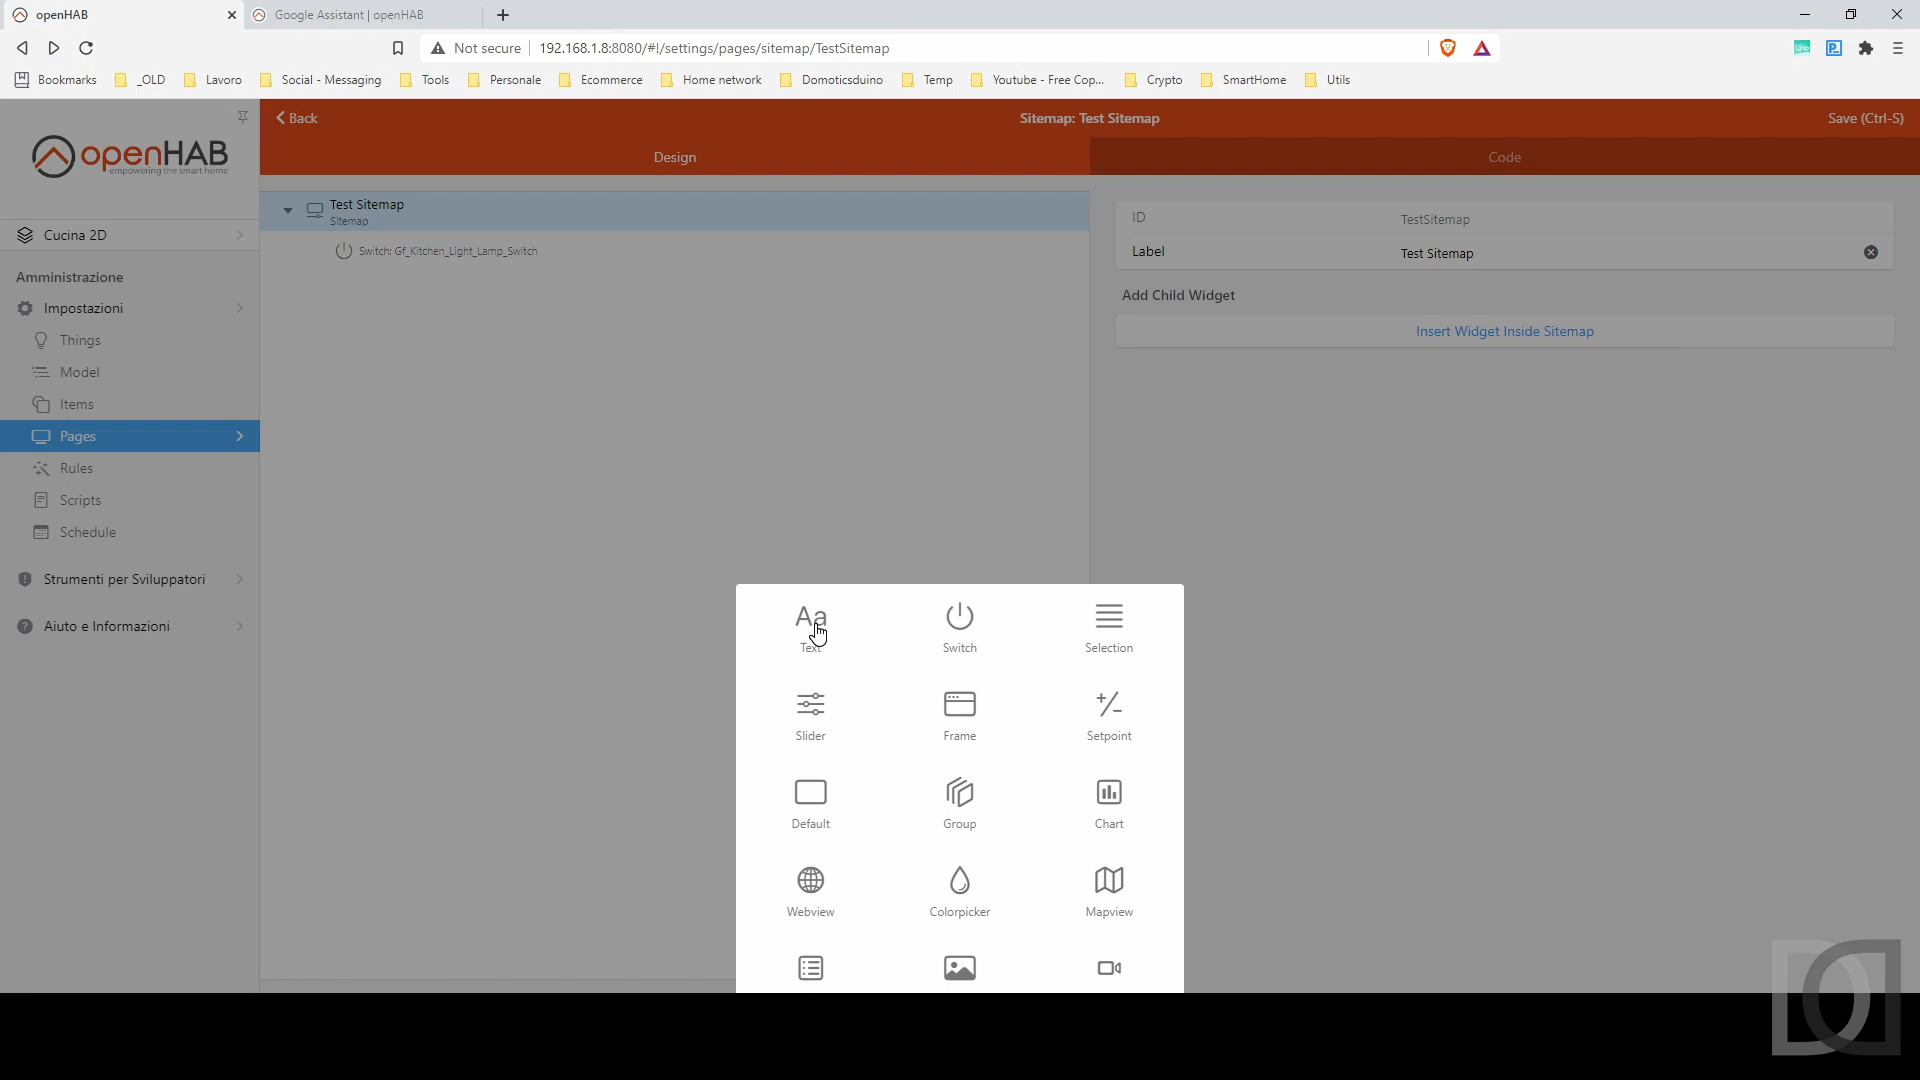 openHAB
Google Assistant | openHAB
Not secure
192.168.1.8:8080/#!/settings/pages/sitemap/TestSitemap
Bookmarks
_OLD
Lavoro
Social - Messaging
Tools
Personale
Ecommerce
Home network
Domoticsduino
Temp
Youtube - Free Cop...
Crypto
SmartHome
Utils
openHAB
empowering the smart home
Back
Sitemap: Test Sitemap
Save (Ctrl-S)
Design
Code
Cucina 2D
Amministrazione
Impostazioni
Things
Model
Items
Pages
Rules
Scripts
Schedule
Strumenti per Sviluppatori
Aiuto e Informazioni
Test Sitemap
Sitemap
Switch: Gf_Kitchen_Light_Lamp_Switch
ID
TestSitemap
Label
Test Sitemap
Add Child Widget
Insert Widget Inside Sitemap
Aa
Text
Switch
Selection
Slider
Frame
Setpoint
Default
Group
Chart
Webview
Colorpicker
Mapview